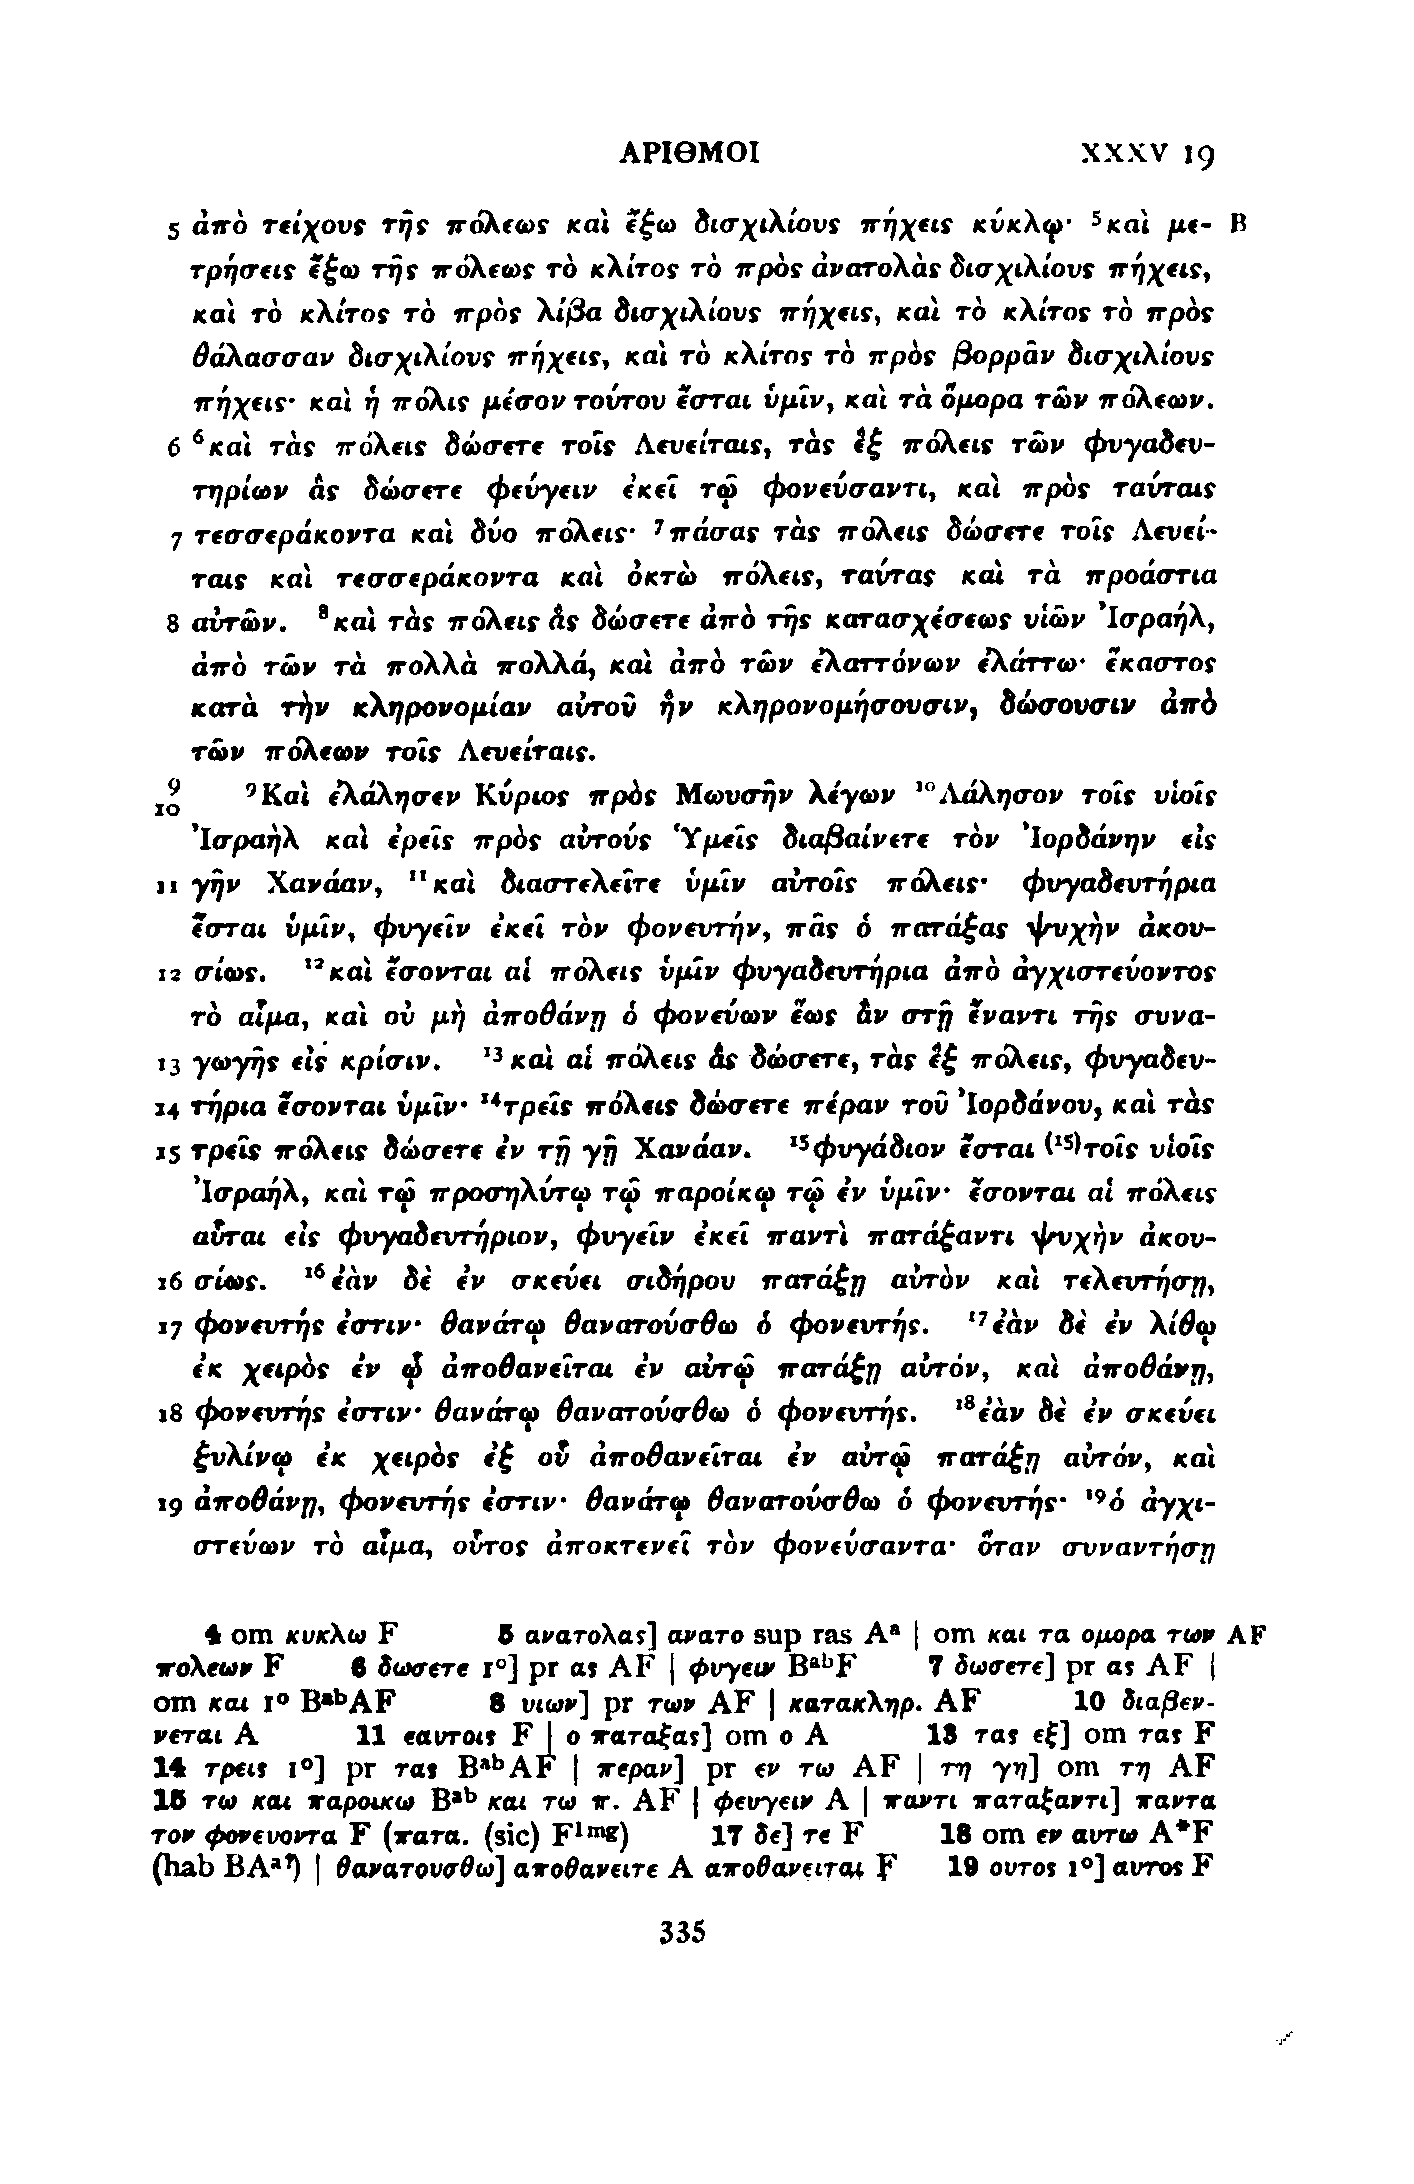 ΑΡΙΘΜΟΙ XXXV 19
5 ἀπὸ τείχους τῆς πόλεως καὶ ἔξω δισχιλίους πήχεις κύκλῳ· ⁵καὶ με- B
τρήσεις ἔξω τῆς πόλεως τὸ κλίτος τὸ πρὸς ἀνατολὰς δισχιλίους πήχεις,
καὶ τὸ κλίτος τὸ πρὸς λίβα δισχιλίους πήχεις, καὶ τὸ κλίτος τὸ πρὸς
θάλασσαν δισχιλίους πήχεις, καὶ τὸ κλίτος τὸ πρὸς βορρᾶν δισχιλίους
πήχεις· καὶ ἡ πόλις μέσον τούτου ἔσται ὑμῖν, καὶ τὰ ὅμορα τῶν πόλεων.
6 ⁶καὶ τὰς πόλεις δώσετε τοῖς Λευείταις, τὰς ἓξ πόλεις τῶν φυγαδευ-
τηρίων ἃς δώσετε φεύγειν ἐκεῖ τῷ φονεύσαντι, καὶ πρὸς ταύταις
7 τεσσεράκοντα καὶ δύο πόλεις· ⁷πάσας τὰς πόλεις δώσετε τοῖς Λευεί-
ταις καὶ τεσσεράκοντα καὶ ὀκτὼ πόλεις, ταύτας καὶ τὰ προάστια
8 αὐτῶν. ⁸καὶ τὰς πόλεις ἃς δώσετε ἀπὸ τῆς κατασχέσεως υἱῶν Ἰσραήλ,
ἀπὸ τῶν τὰ πολλὰ πολλά, καὶ ἀπὸ τῶν ἐλαττόνων ἐλάττω· ἕκαστος
κατὰ τὴν κληρονομίαν αὐτοῦ ἣν κληρονομήσουσιν, δώσουσιν ἀπὸ
τῶν πόλεων τοῖς Λευείταις.
9 ⁹Καὶ ἐλάλησεν Κύριος πρὸς Μωυσῆν λέγων ¹⁰Λάλησον τοῖς υἱοῖς
10 Ἰσραὴλ καὶ ἐρεῖς πρὸς αὐτούς Ὑμεῖς διαβαίνετε τὸν Ἰορδάνην εἰς
11 γῆν Χανάαν, ¹¹καὶ διαστελεῖτε ὑμῖν αὐτοῖς πόλεις· φυγαδευτήρια
ἔσται ὑμῖν, φυγεῖν ἐκεῖ τὸν φονευτήν, πᾶς ὁ πατάξας ψυχὴν ἀκου-
12 σίως. ¹²καὶ ἔσονται αἱ πόλεις ὑμῖν φυγαδευτήρια ἀπὸ ἀγχιστεύοντος
τὸ αἷμα, καὶ οὐ μὴ ἀποθάνῃ ὁ φονεύων ἕως ἂν στῇ ἔναντι τῆς συνα-
13 γωγῆς εἰς κρίσιν. ¹³καὶ αἱ πόλεις ἃς δώσετε, τὰς ἓξ πόλεις, φυγαδευ-
14 τήρια ἔσονται ὑμῖν· ¹⁴τρεῖς πόλεις δώσετε πέραν τοῦ Ἰορδάνου, καὶ τὰς
15 τρεῖς πόλεις δώσετε ἐν τῇ γῇ Χανάαν. ¹⁵φυγάδιον ἔσται ⁽¹⁵⁾τοῖς υἱοῖς
Ἰσραήλ, καὶ τῷ προσηλύτῳ τῷ παροίκῳ τῷ ἐν ὑμῖν· ἔσονται αἱ πόλεις
αὗται εἰς φυγαδευτήριον, φυγεῖν ἐκεῖ παντὶ πατάξαντι ψυχὴν ἀκου-
16 σίως. ¹⁶ἐὰν δὲ ἐν σκεύει σιδήρου πατάξῃ αὐτὸν καὶ τελευτήσῃ,
17 φονευτής ἐστιν· θανάτῳ θανατούσθω ὁ φονευτής. ¹⁷ἐὰν δὲ ἐν λίθῳ
ἐκ χειρὸς ἐν ᾧ ἀποθανεῖται ἐν αὐτῷ πατάξῃ αὐτόν, καὶ ἀποθάνῃ,
18 φονευτής ἐστιν· θανάτῳ θανατούσθω ὁ φονευτής. ¹⁸ἐὰν δὲ ἐν σκεύει
ξυλίνῳ ἐκ χειρὸς ἐξ οὗ ἀποθανεῖται ἐν αὐτῷ πατάξῃ αὐτόν, καὶ
19 ἀποθάνῃ, φονευτής ἐστιν· θανάτῳ θανατούσθω ὁ φονευτής· ¹⁹ὁ ἀγχι-
στεύων τὸ αἷμα, οὗτος ἀποκτενεῖ τὸν φονεύσαντα· ὅταν συναντήσῃ
4 om κυκλω F 5 ανατολας] ανατο sup ras Aᵃ | om και τα ομορα των AF
πολεων F 6 δωσετε 1°] pr ας AF | φυγειν BᵃᵇF 7 δωσετε] pr ας AF |
om και 1° BᵃᵇAF 8 υιων] pr των AF | κατακληρ. AF 10 διαβεν-
νεται A 11 εαυτοις F | ο παταξας] om ο A 13 τας εξ] om τας F
14 τρεις 1°] pr τας BᵃᵇAF | περαν] pr εν τω AF | τη γη] om τη AF
15 τω και παροικω Bᵃᵇ και τω π. AF | φευγειν A | παντι παταξαντι] παντα
τον φονευοντα F (πατα. (sic) F¹ᵐᵍ) 17 δε] τε F 18 om εν αυτω A*F
(hab BAᵃ?) | θανατουσθω] αποθανειτε A αποθανειται F 19 ουτος 1°] αυτος F
335